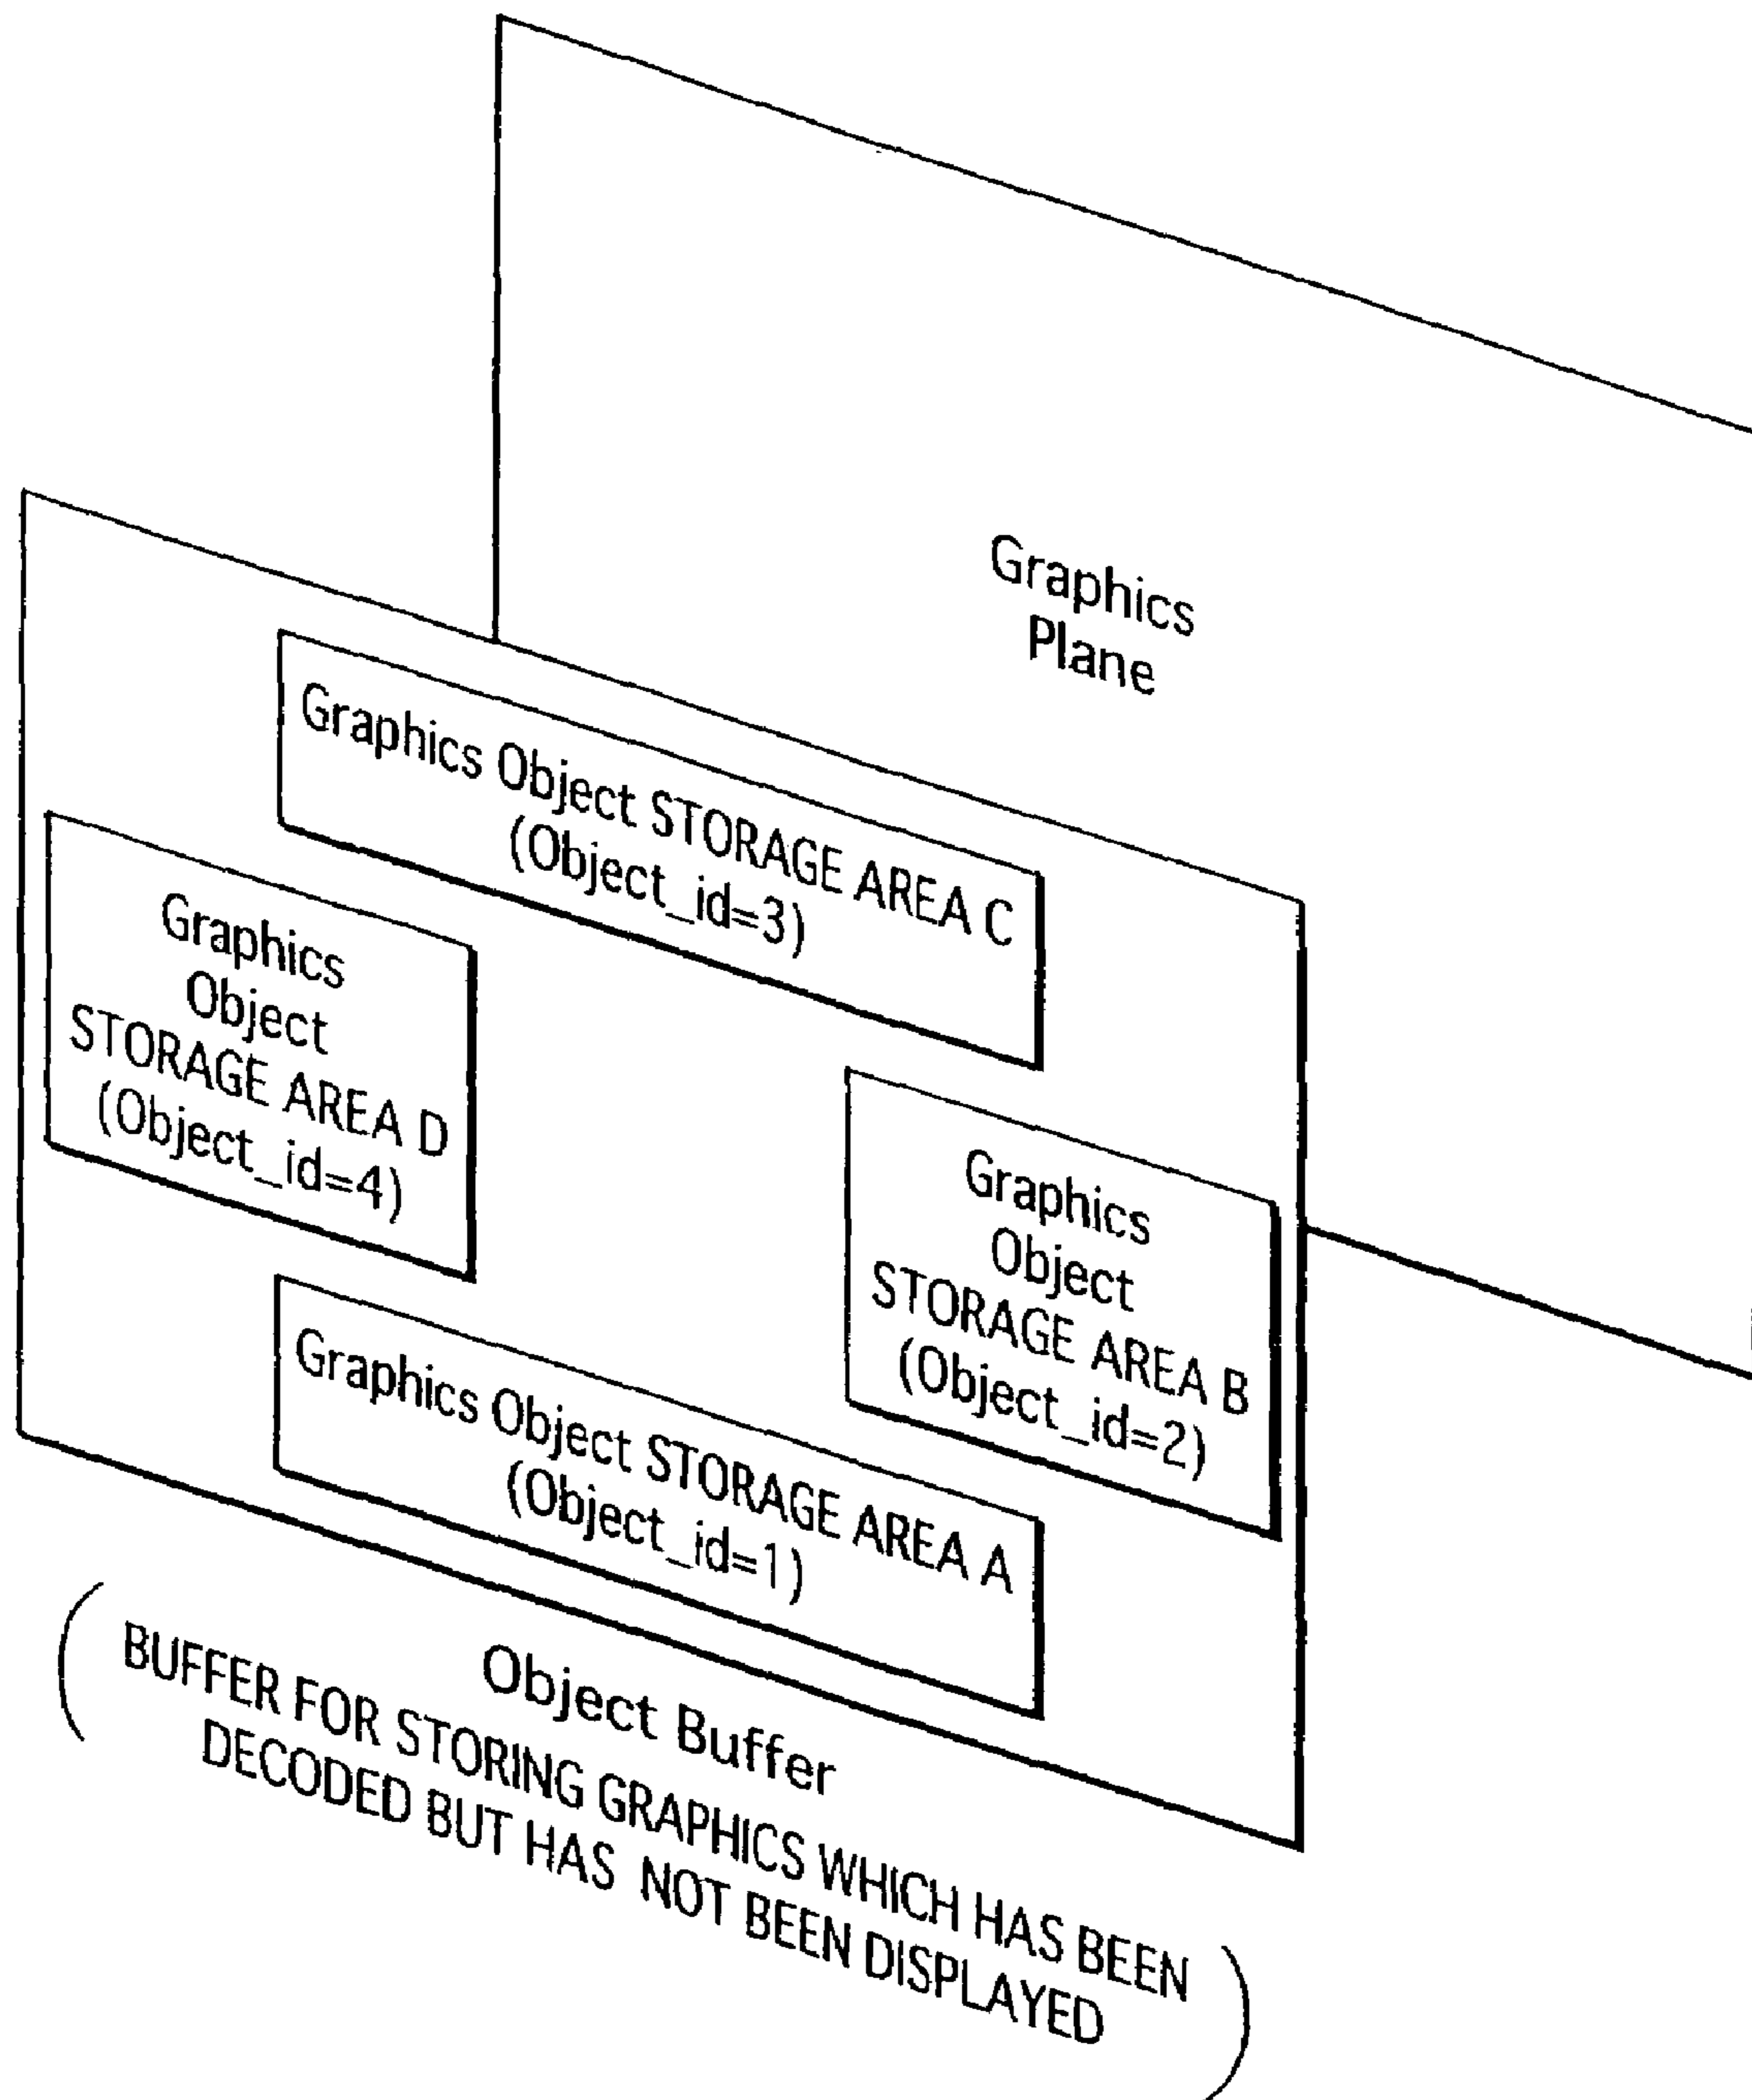 Graphics
Plane
Graphics Object STORAGE AREA C
(Object_id=3)
Graphics
Object
STORAGE AREA D
(Object_id=4)
Graphics
Object
STORAGE AREA B
(Object_id=2)
Graphics Object STORAGE AREA A
(Object_id=1)
Object Buffer
( BUFFER FOR STORING GRAPHICS WHICH HAS BEEN
DECODED BUT HAS NOT BEEN DISPLAYED )